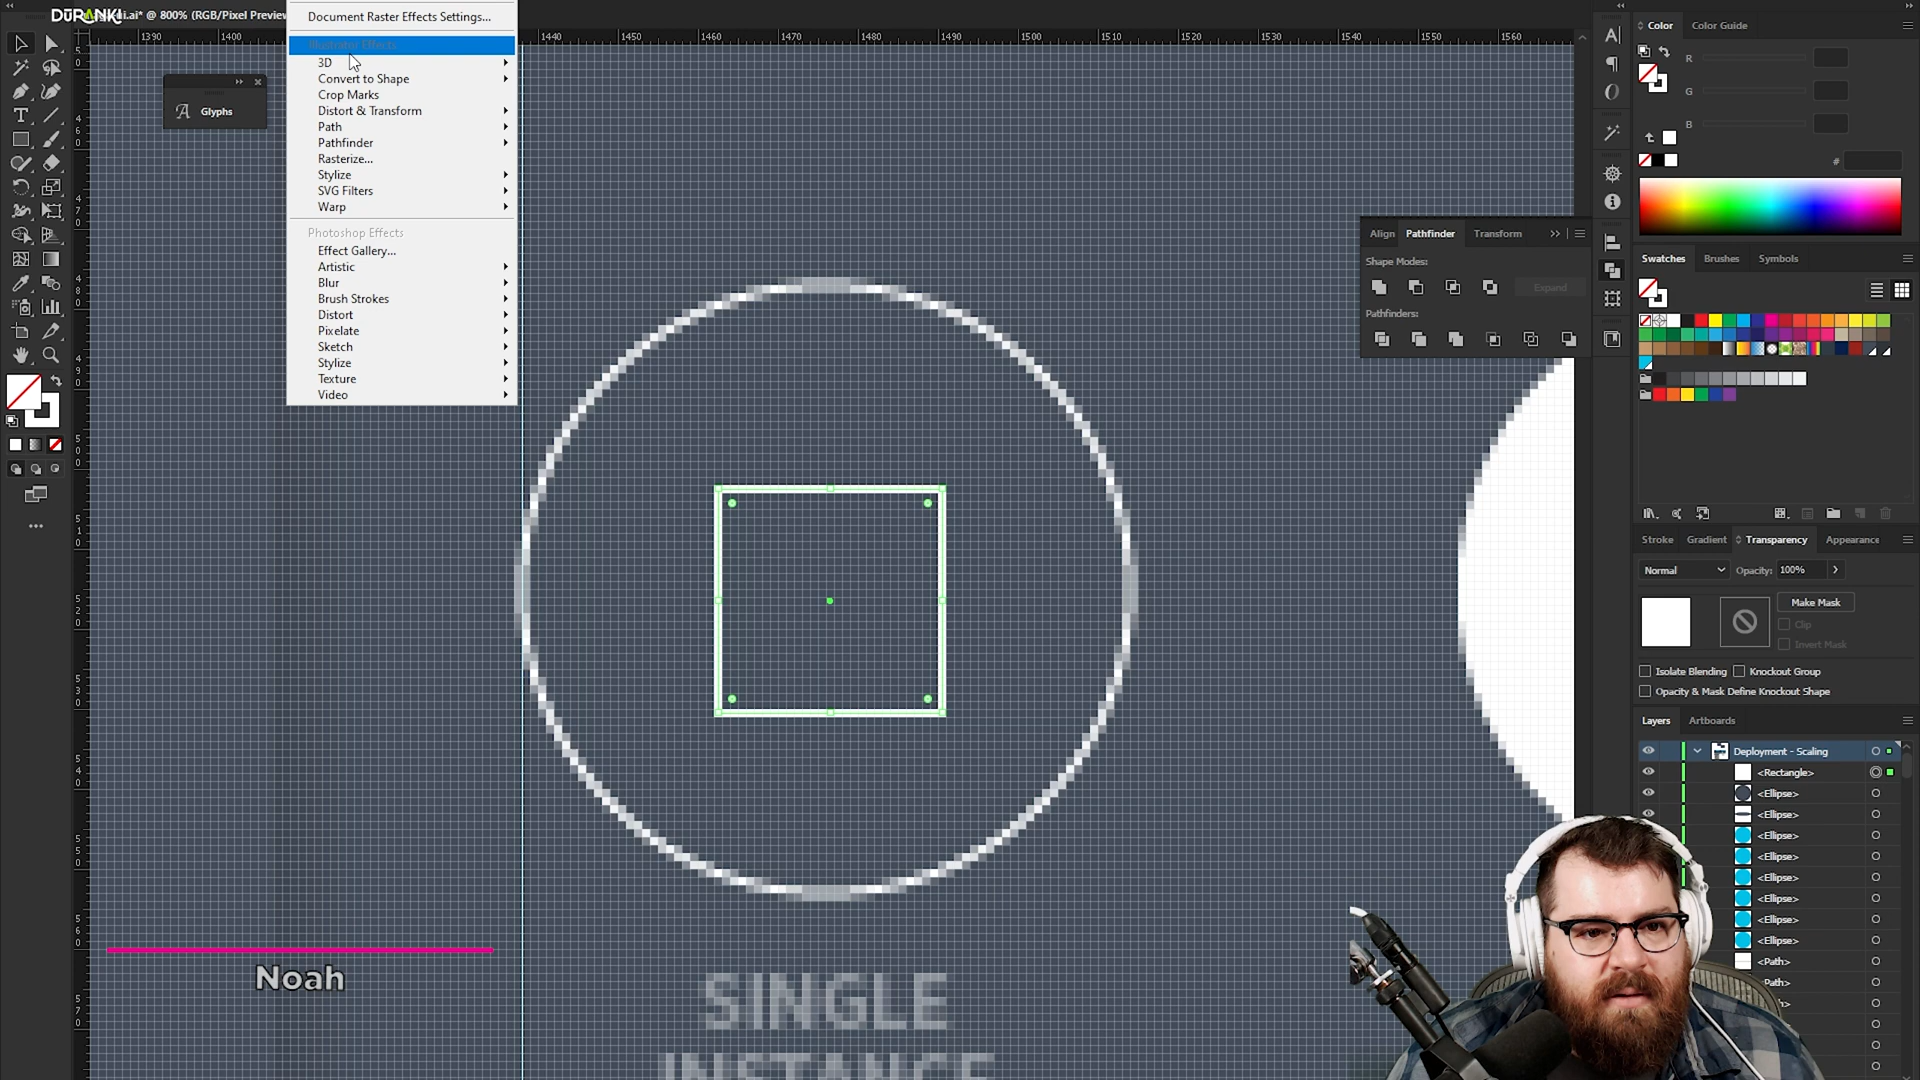 DURANKI
.ai* @ 800% (RGB/Pixel Preview
Document Raster Effects Settings...
Illustrator Effects
3D
Convert to Shape
Crop Marks
Distort & Transform
Path
Pathfinder
Rasterize...
Stylize
SVG Filters
Warp
Photoshop Effects
Effect Gallery...
Artistic
Blur
Brush Strokes
Distort
Pixelate
Sketch
Stylize
Texture
Video
Glyphs
1390
1400
1440
1450
1460
1470
1480
1490
1500
1510
1520
1530
1540
1550
1560
Align
Pathfinder
Transform
Shape Modes:
Expand
Pathfinders:
Color
Color Guide
R
G
B
#
Swatches
Brushes
Symbols
Stroke
Gradient
Transparency
Appearance
Normal
Opacity:
100%
Make Mask
Clip
Invert Mask
Isolate Blending
Knockout Group
Opacity & Mask Define Knockout Shape
Layers
Artboards
Deployment - Scaling
<Rectangle>
<Ellipse>
<Ellipse>
<Ellipse>
<Ellipse>
<Ellipse>
<Ellipse>
<Ellipse>
<Ellipse>
<Path>
Noah
SINGLE
INSTANCE